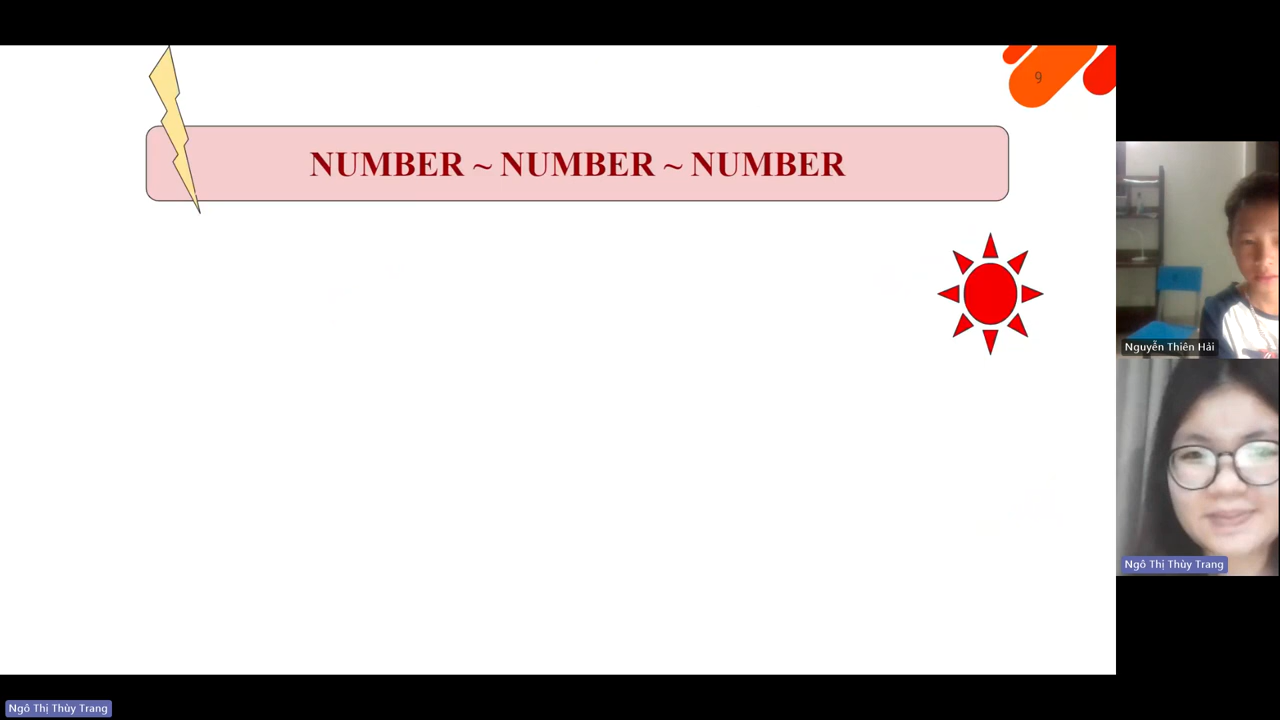 9
NUMBER ~ NUMBER ~ NUMBER
Nguyễn Thiên Hải
Ngô Thị Thùy Trang
Ngô Thị Thùy Trang